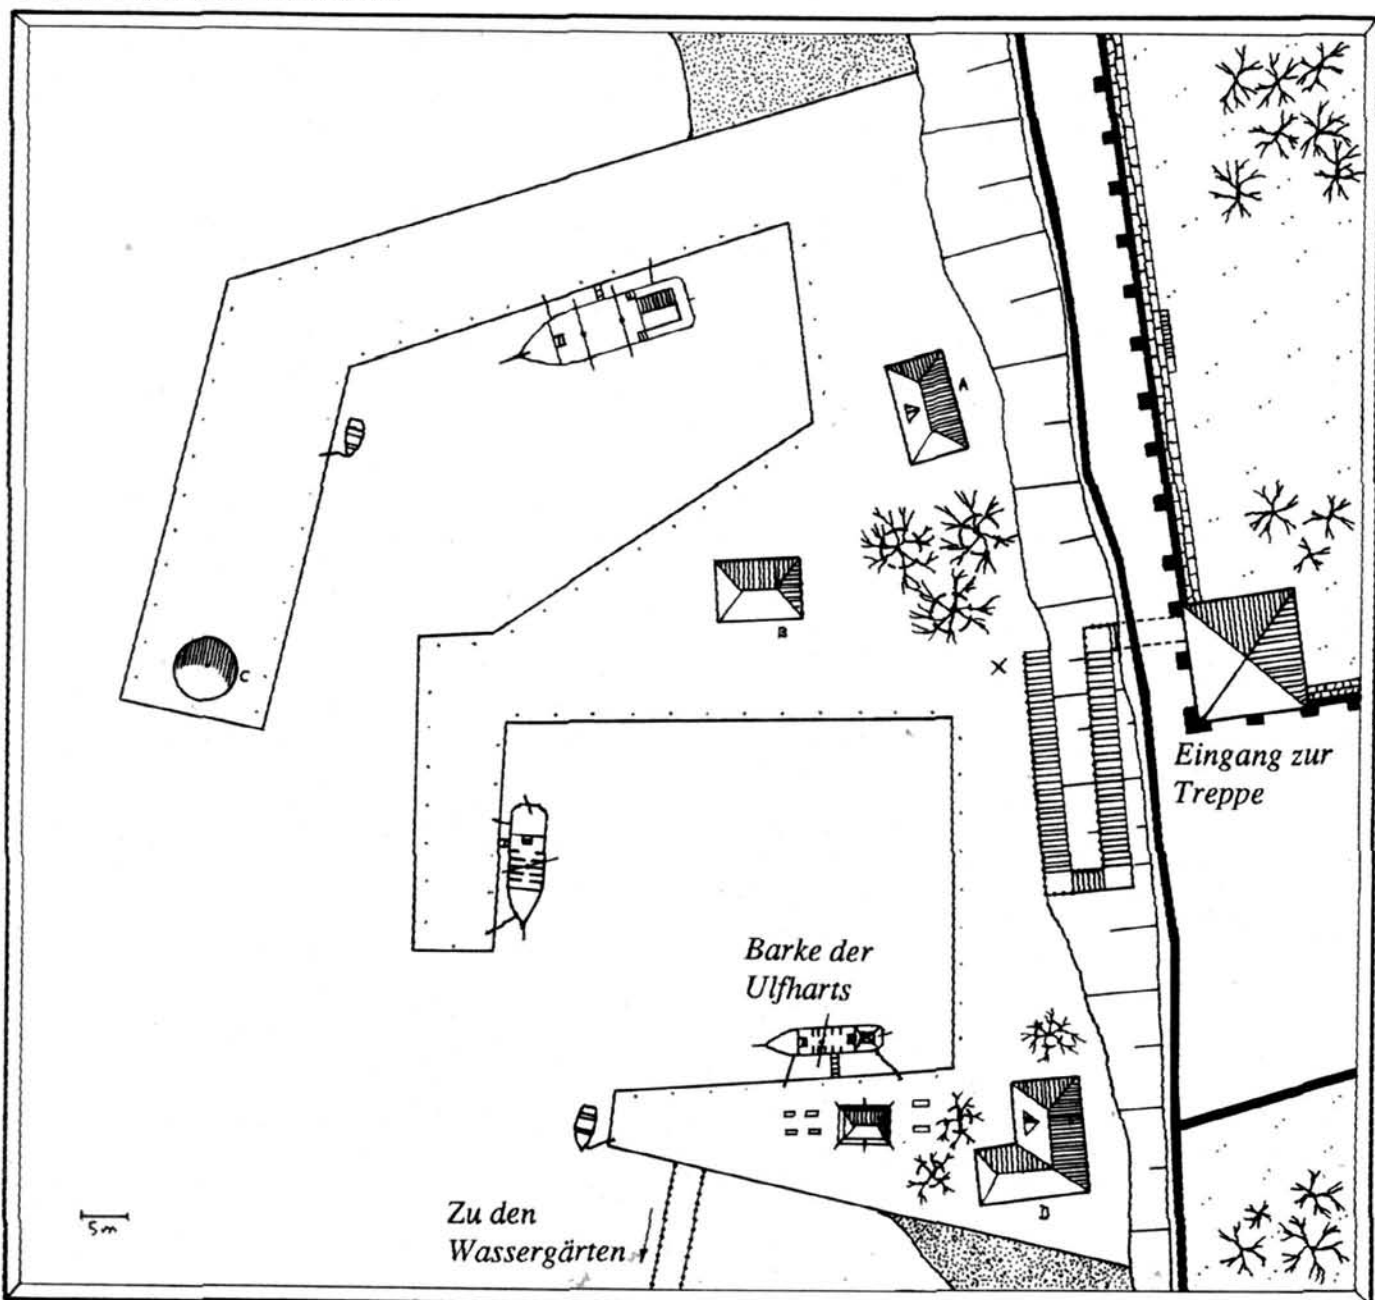 A
B
×
C
Eingang zur
Treppe
Barke der
Ulfharts
Zu den
Wassergärten
D
5m